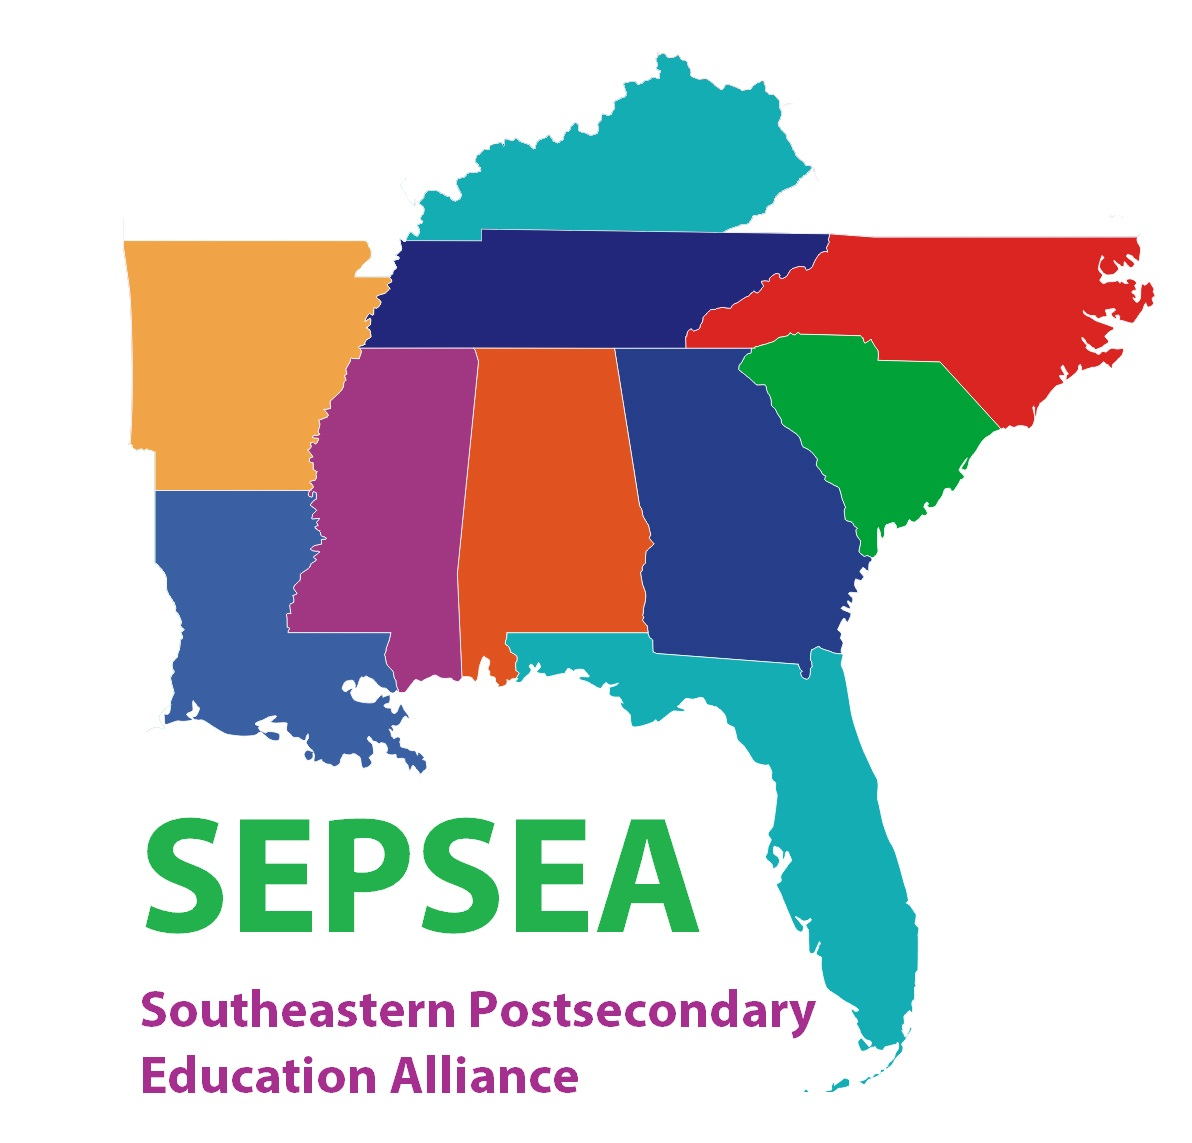 SEPSEA
Southeastern Postsecondary
Education Alliance